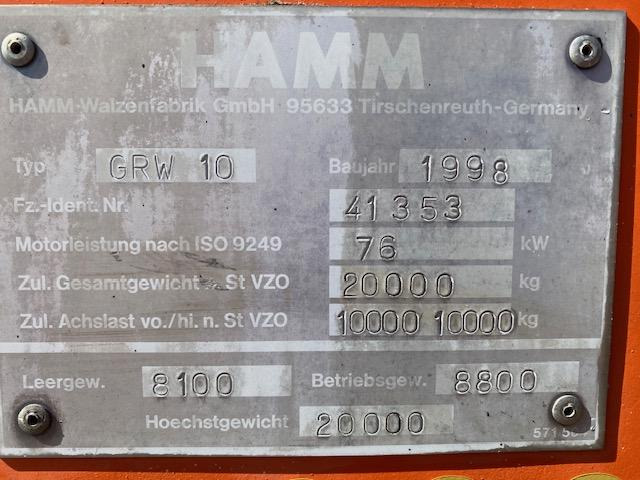 HAMM
HAMM-Walzenfabrik GmbH 95633 Tirschenreuth-Germany
Typ GRW 10 Baujahr 1998
Fz.-Ident. Nr. 41353
Motorleistung nach ISO 9249 76 kW
Zul. Gesamtgewicht n. St VZO 20000 kg
Zul. Achslast vo./hi. n. St VZO 10000 10000 kg
Leergew. 8100 Betriebsgew. 8800
Hoechstgewicht 20000
571